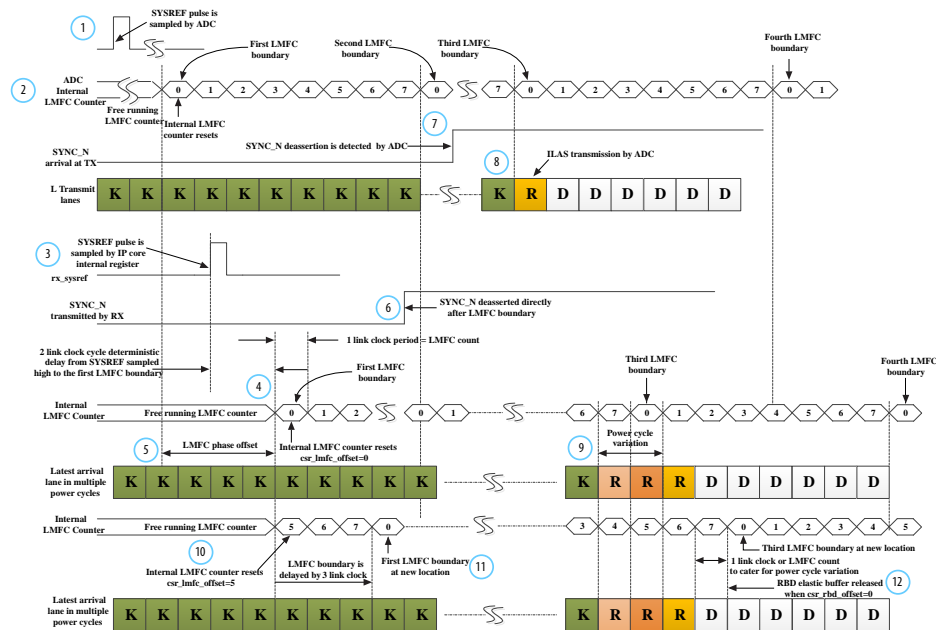 1
SYSREF pulse is
sampled by ADC
First LMFC
boundary
Second LMFC
boundary
Third LMFC
boundary
Fourth LMFC
boundary
2
ADC
Internal
LMFC Counter
0 1 2 3 4 5 6 7 0 7 0 1 2 3 4 5 6 7 0 1
Free running
LMFC counter
Internal LMFC
counter resets
7
SYNC_N
arrival at TX
SYNC_N deassertion is detected by ADC
8
ILAS transmission by ADC
L Transmit
lanes
K K K K K K K K K K K R D D D D D D
3
SYSREF pulse is
sampled by IP core
internal register
rx_sysref
SYNC_N
transmitted by RX
6
SYNC_N deasserted directly
after LMFC boundary
1 link clock period = LMFC count
2 link clock cycle deterministic
delay from SYSREF sampled
high to the first LMFC boundary
4
First LMFC
boundary
Third LMFC
boundary
Fourth LMFC
boundary
Internal
LMFC Counter
Free running LMFC counter
0 1 2 0 1 6 7 0 1 2 3 4 5 6 7 0
5
LMFC phase offset
Internal LMFC counter resets
csr_lmfc_offset=0
9
Power cycle
variation
Latest arrival
lane in multiple
power cycles
K K K K K K K K K K K R R R D D D D D D
Internal
LMFC Counter
Free running LMFC counter
5 6 7 0 3 4 5 6 7 0 1 2 3 4 5
10
Internal LMFC counter resets
csr_lmfc_offset=5
LMFC boundary is
delayed by 3 link clock
First LMFC boundary
at new location
11
Third LMFC boundary at new location
1 link clock or LMFC count
to cater for power cycle variation
RBD elastic buffer released
when csr_rbd_offset=0
12
Latest arrival
lane in multiple
power cycles
K K K K K K K K K K K R R R D D D D D D